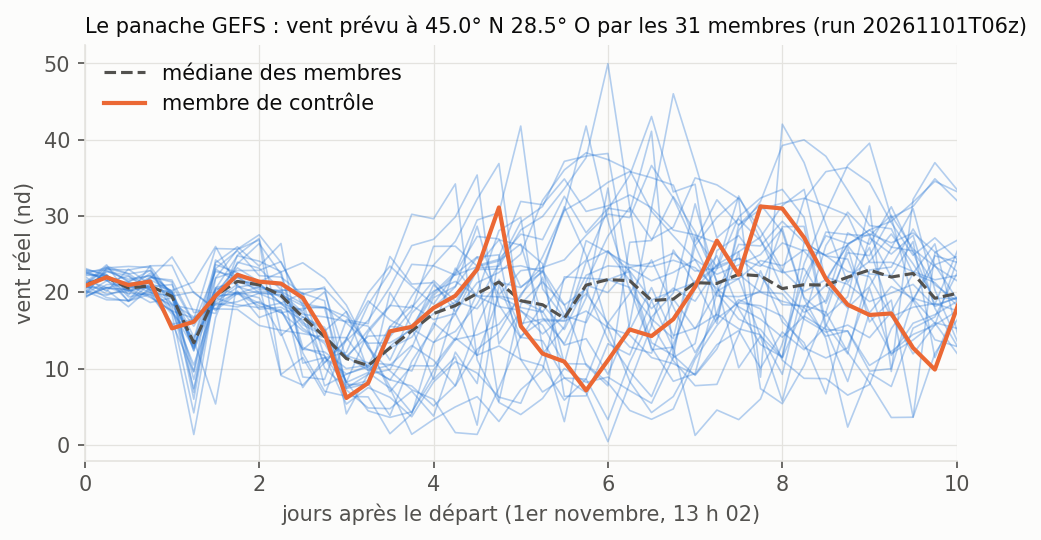 Le panache GEFS : vent prévu à 45.0° N 28.5° O par les 31 membres (run 20261101T06z)
médiane des membres
membre de contrôle
vent réel (nd)
50
40
30
20
10
0
0 2 4 6 8 10
jours après le départ (1er novembre, 13 h 02)